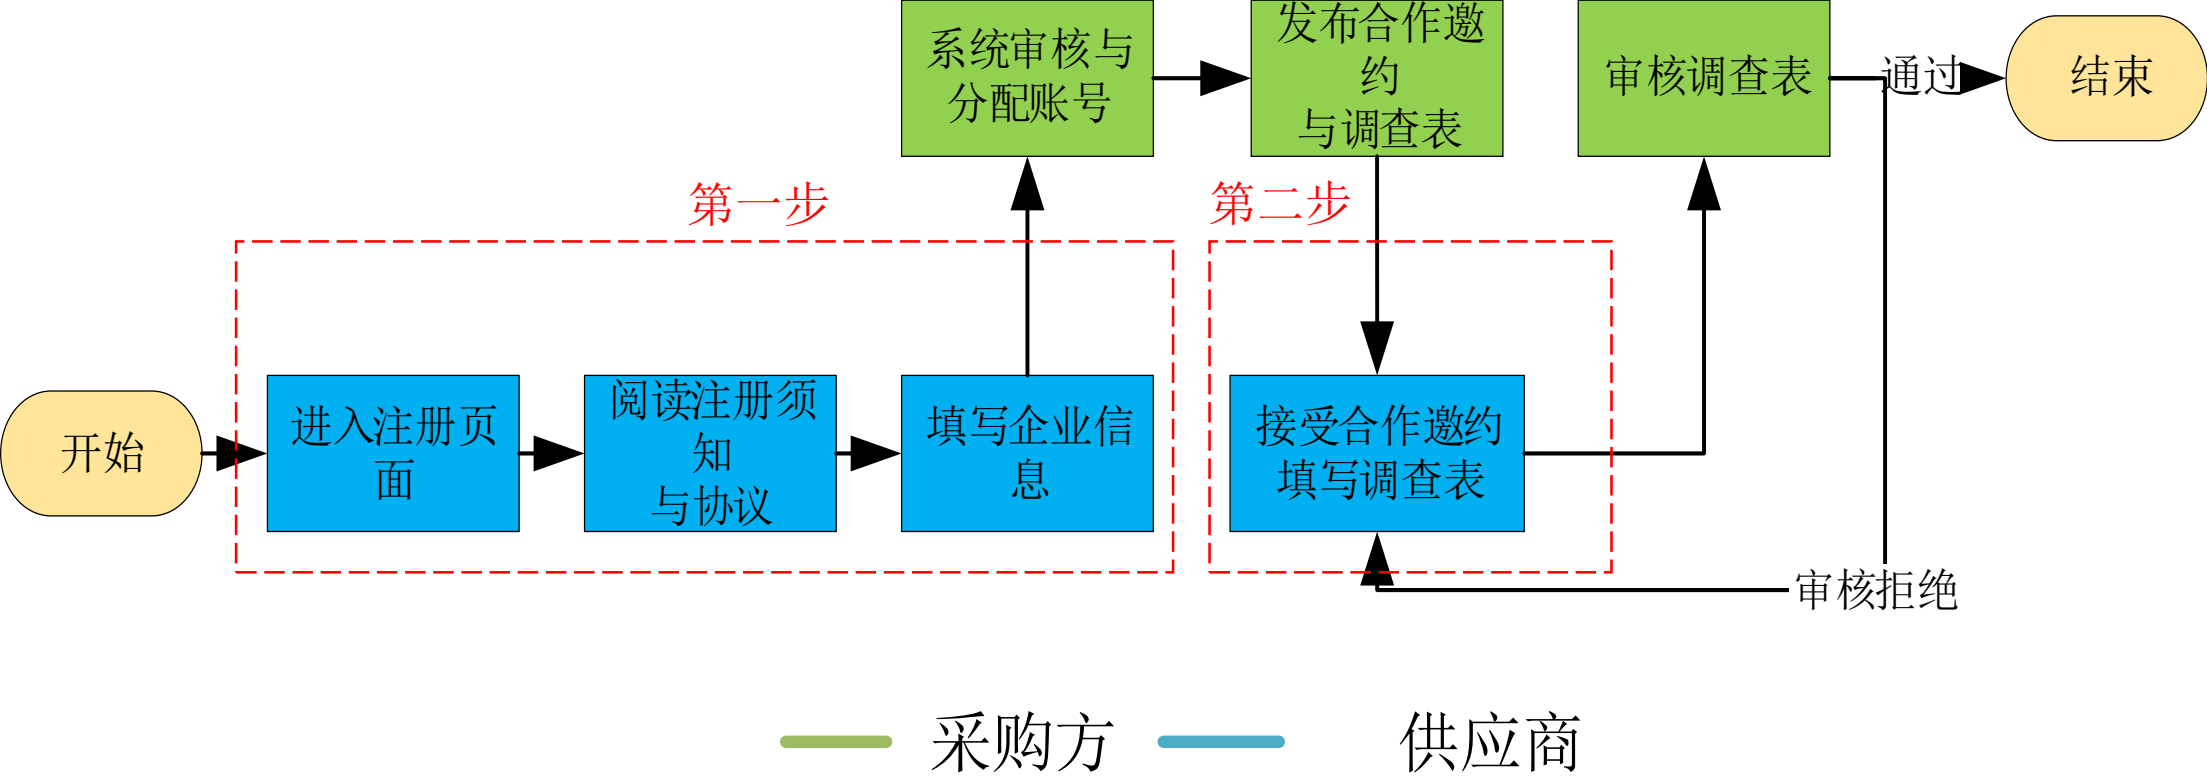 系统审核与
分配账号
发布合作邀
约
与调查表
审核调查表
通过
结束
第一步
第二步
开始
进入注册页
面
阅读注册须
知
与协议
填写企业信
息
接受合作邀约
填写调查表
审核拒绝
采购方
供应商